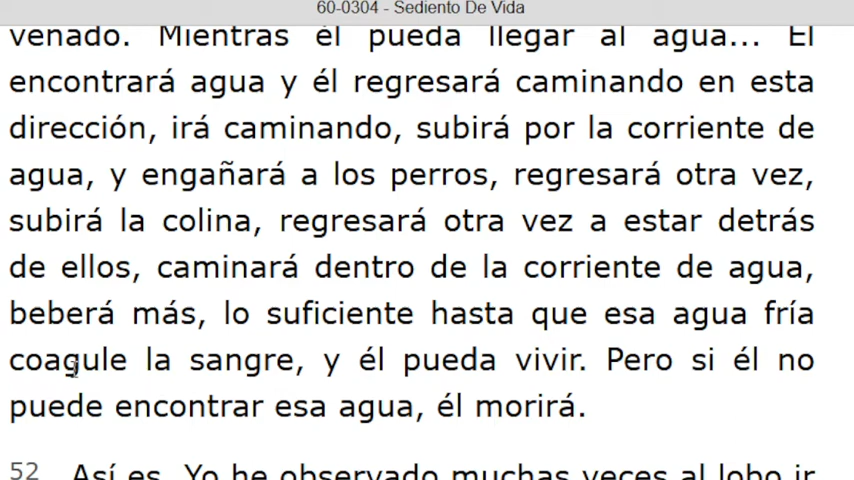 60-0304 - Sediento De Vida
venado. Mientras él pueda llegar al agua... Él
encontrará agua y él regresará caminando en esta
dirección, irá caminando, subirá por la corriente de
agua, y engañará a los perros, regresará otra vez,
subirá la colina, regresará otra vez a estar detrás
de ellos, caminará dentro de la corriente de agua,
beberá más, lo suficiente hasta que esa agua fría
coagule la sangre, y él pueda vivir. Pero si él no
puede encontrar esa agua, él morirá.
52 Así es. Yo he observado muchas veces al lobo ir